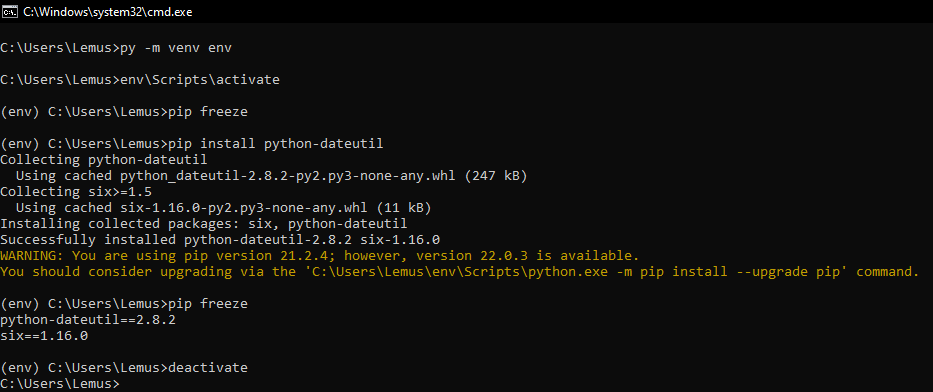 C:\Windows\system32\cmd.exe
C:\Users\Lemus>py -m venv env
C:\Users\Lemus>env\Scripts\activate
(env) C:\Users\Lemus>pip freeze
(env) C:\Users\Lemus>pip install python-dateutil
Collecting python-dateutil
  Using cached python_dateutil-2.8.2-py2.py3-none-any.whl (247 kB)
Collecting six>=1.5
  Using cached six-1.16.0-py2.py3-none-any.whl (11 kB)
Installing collected packages: six, python-dateutil
Successfully installed python-dateutil-2.8.2 six-1.16.0
WARNING: You are using pip version 21.2.4; however, version 22.0.3 is available.
You should consider upgrading via the 'C:\Users\Lemus\env\Scripts\python.exe -m pip install --upgrade pip' command.
(env) C:\Users\Lemus>pip freeze
python-dateutil==2.8.2
six==1.16.0
(env) C:\Users\Lemus>deactivate
C:\Users\Lemus>